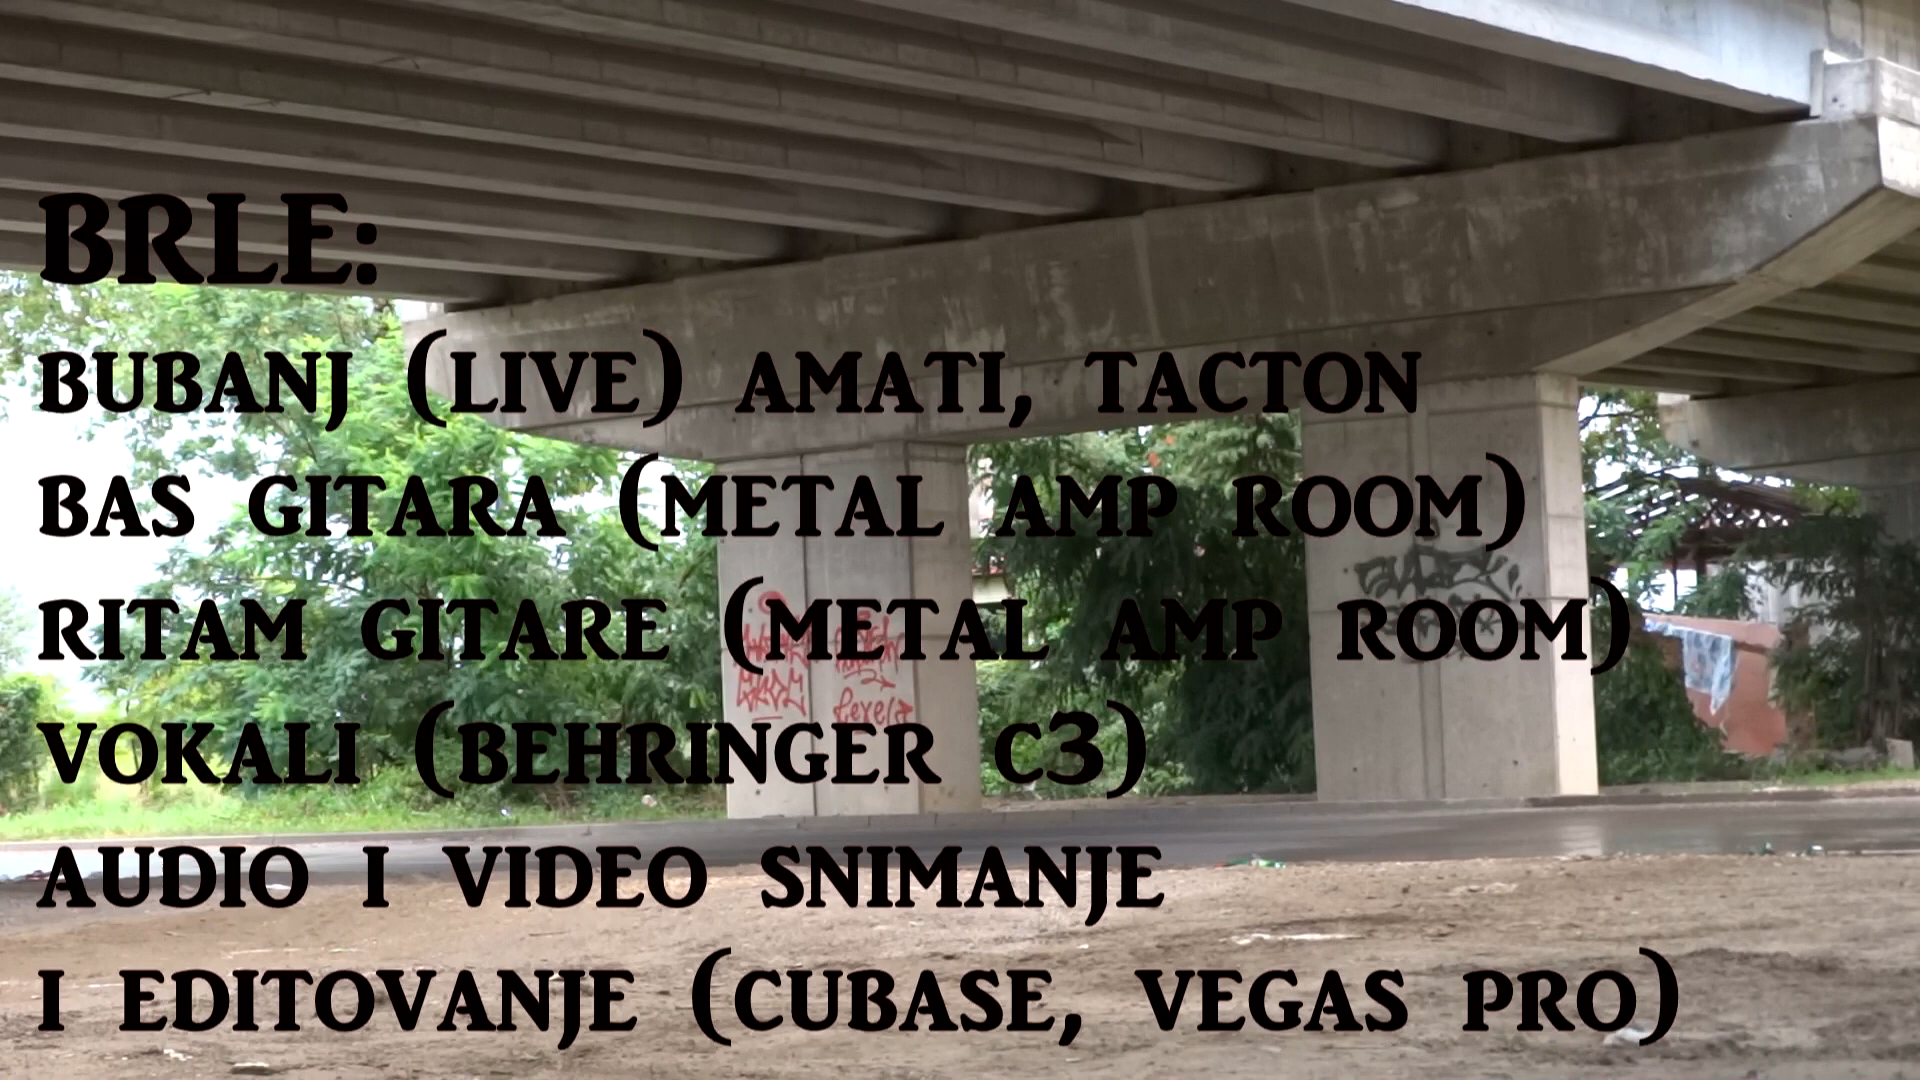 BRLE:
BUBANJ (LIVE) AMATI, TACTON
BAS GITARA (METAL AMP ROOM)
RITAM GITARE (METAL AMP ROOM)
VOKALI (BEHRINGER C3)
AUDIO I VIDEO SNIMANJE
I EDITOVANJE (CUBASE, VEGAS PRO)